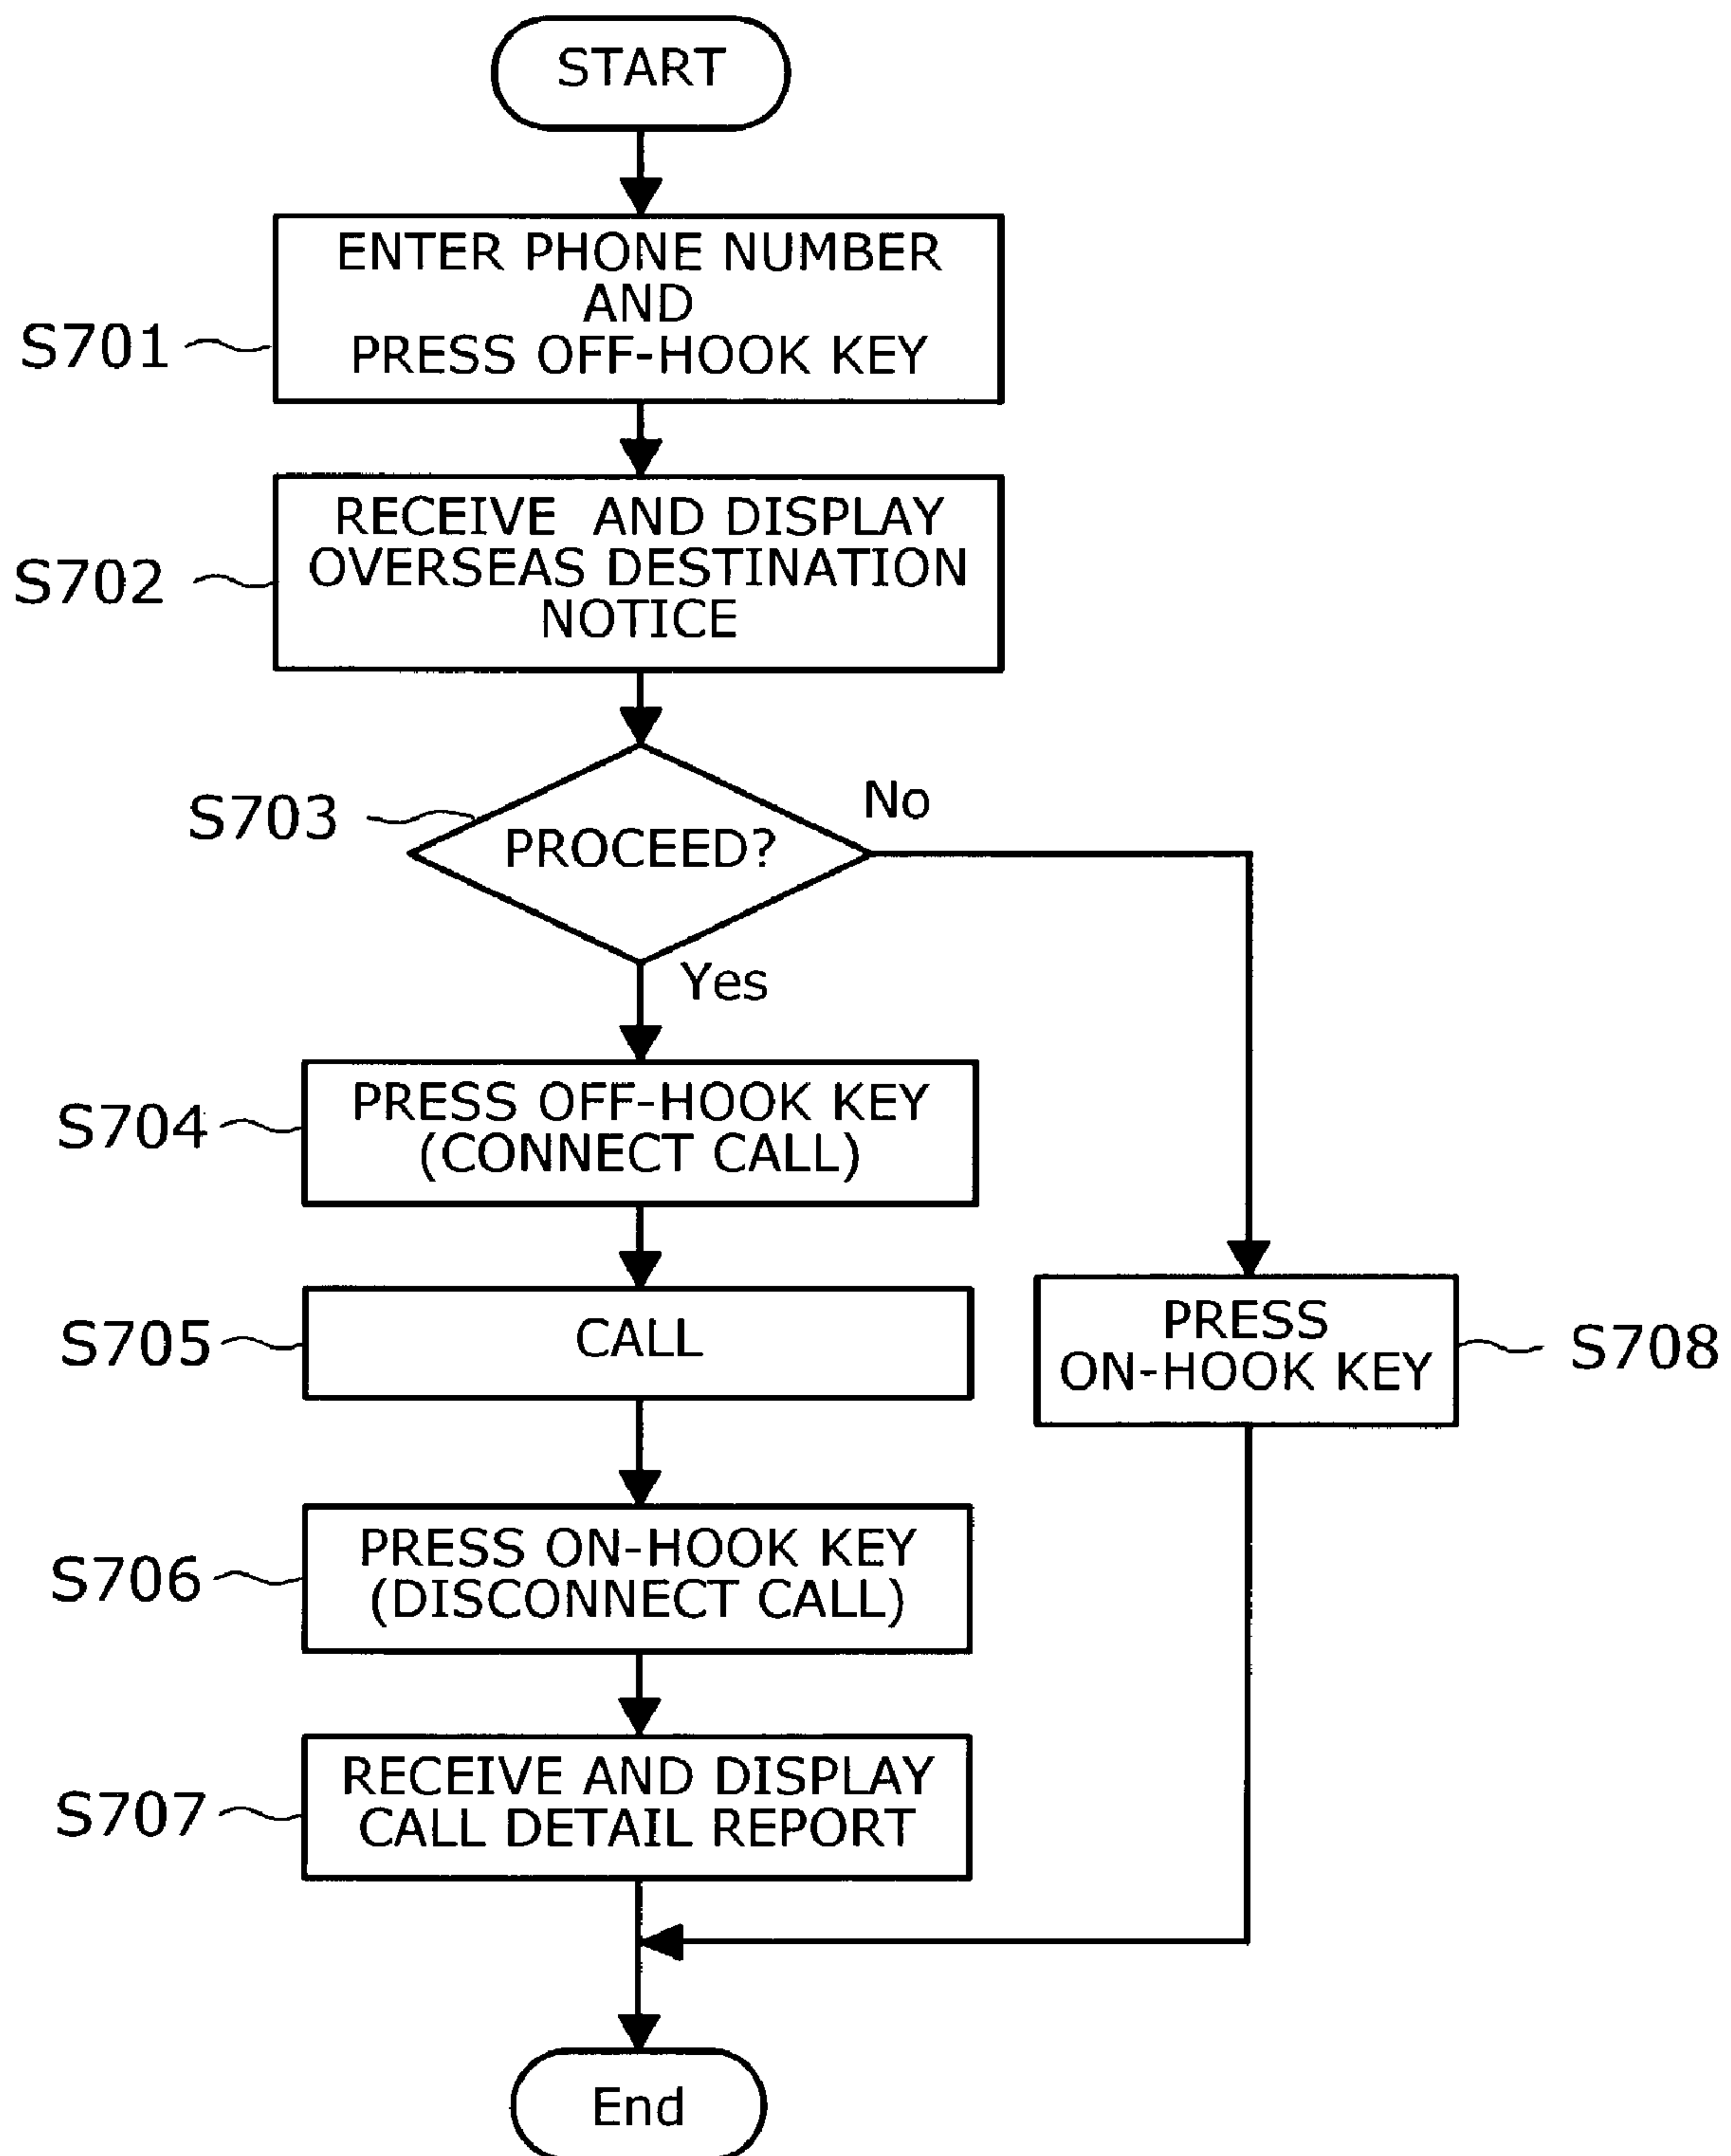 START
ENTER PHONE NUMBER
AND
PRESS OFF-HOOK KEY
S701
RECEIVE AND DISPLAY
OVERSEAS DESTINATION
NOTICE
S702
S703
PROCEED?
No
Yes
S704
PRESS OFF-HOOK KEY
(CONNECT CALL)
S705
CALL
PRESS
ON-HOOK KEY
S708
S706
PRESS ON-HOOK KEY
(DISCONNECT CALL)
S707
RECEIVE AND DISPLAY
CALL DETAIL REPORT
End